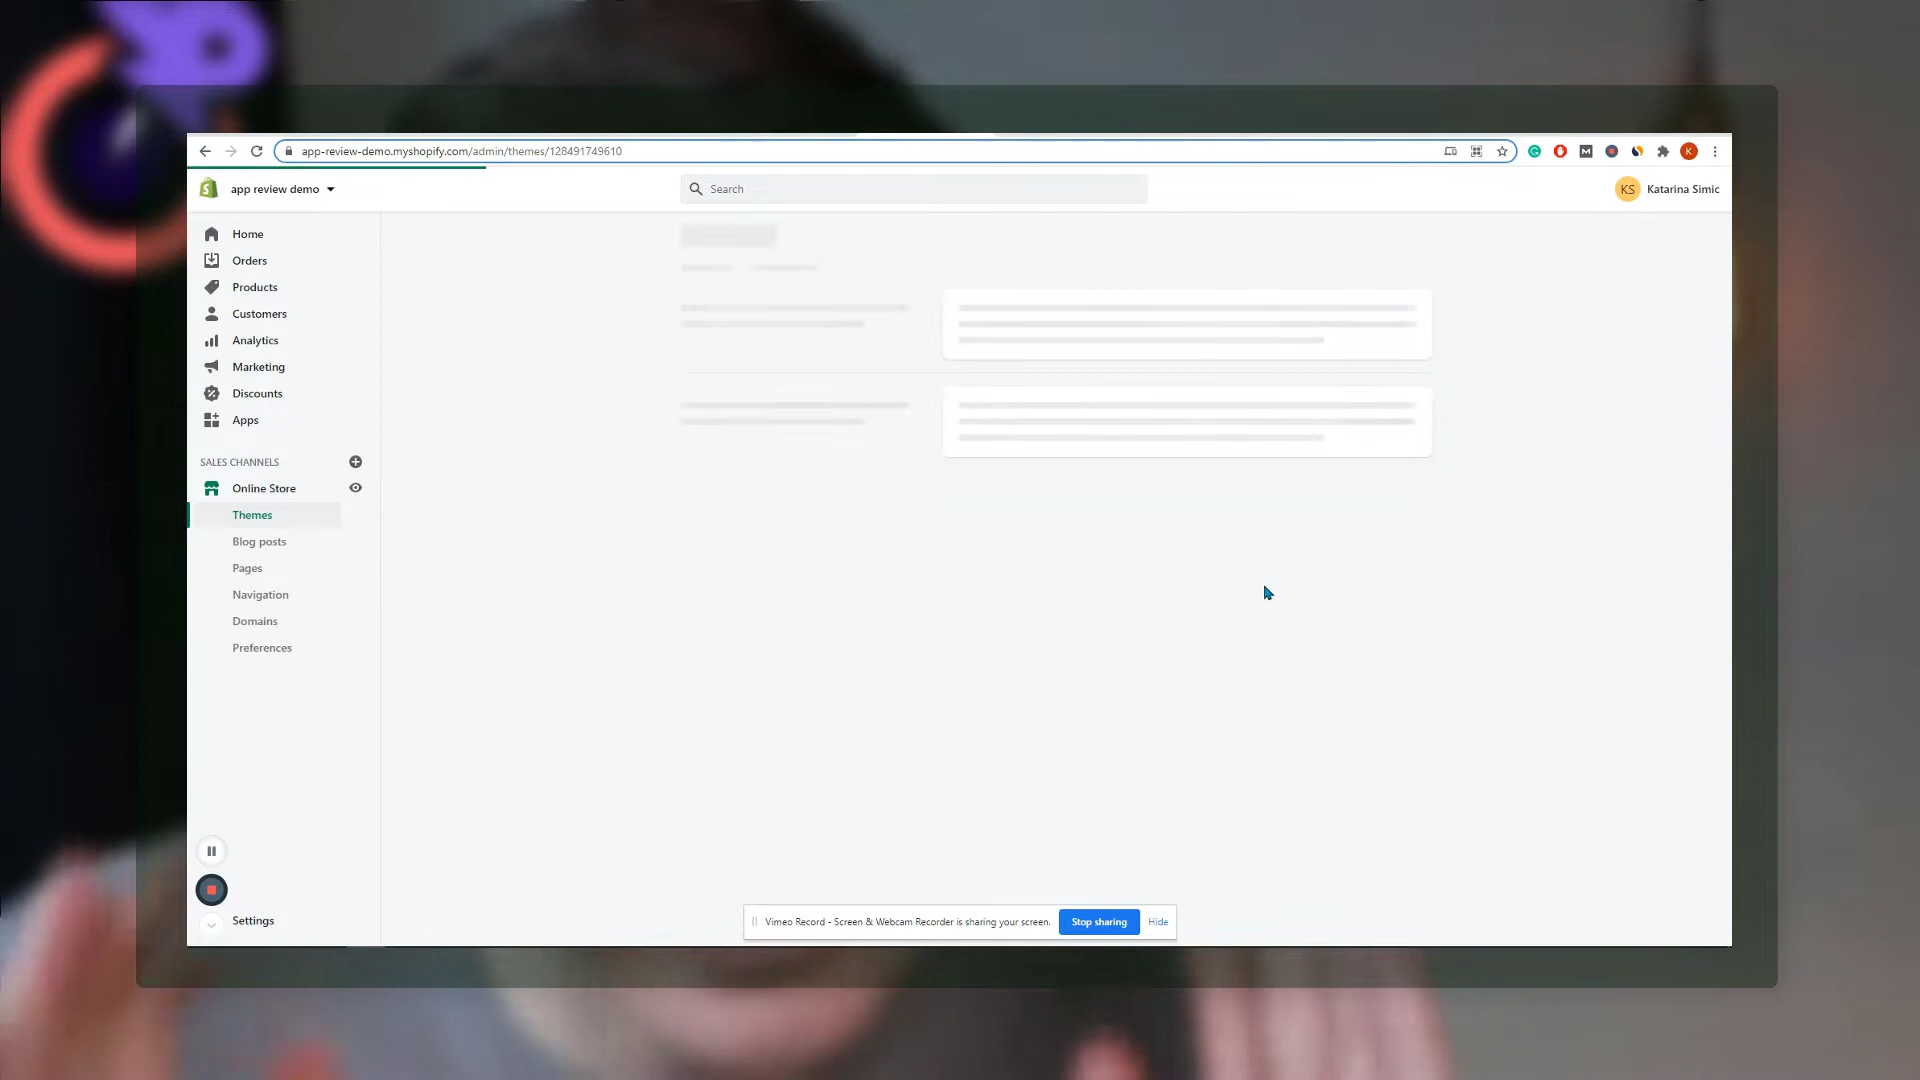 app-review-demo.myshopify.com/admin/themes/128491749610
app review demo
Search
KS
Katarina Simic
Home
Orders
Products
Customers
Analytics
Marketing
Discounts
Apps
SALES CHANNELS
Online Store
Themes
Blog posts
Pages
Navigation
Domains
Preferences
Settings
Vimeo Record - Screen & Webcam Recorder is sharing your screen.
Stop sharing
Hide
K
M